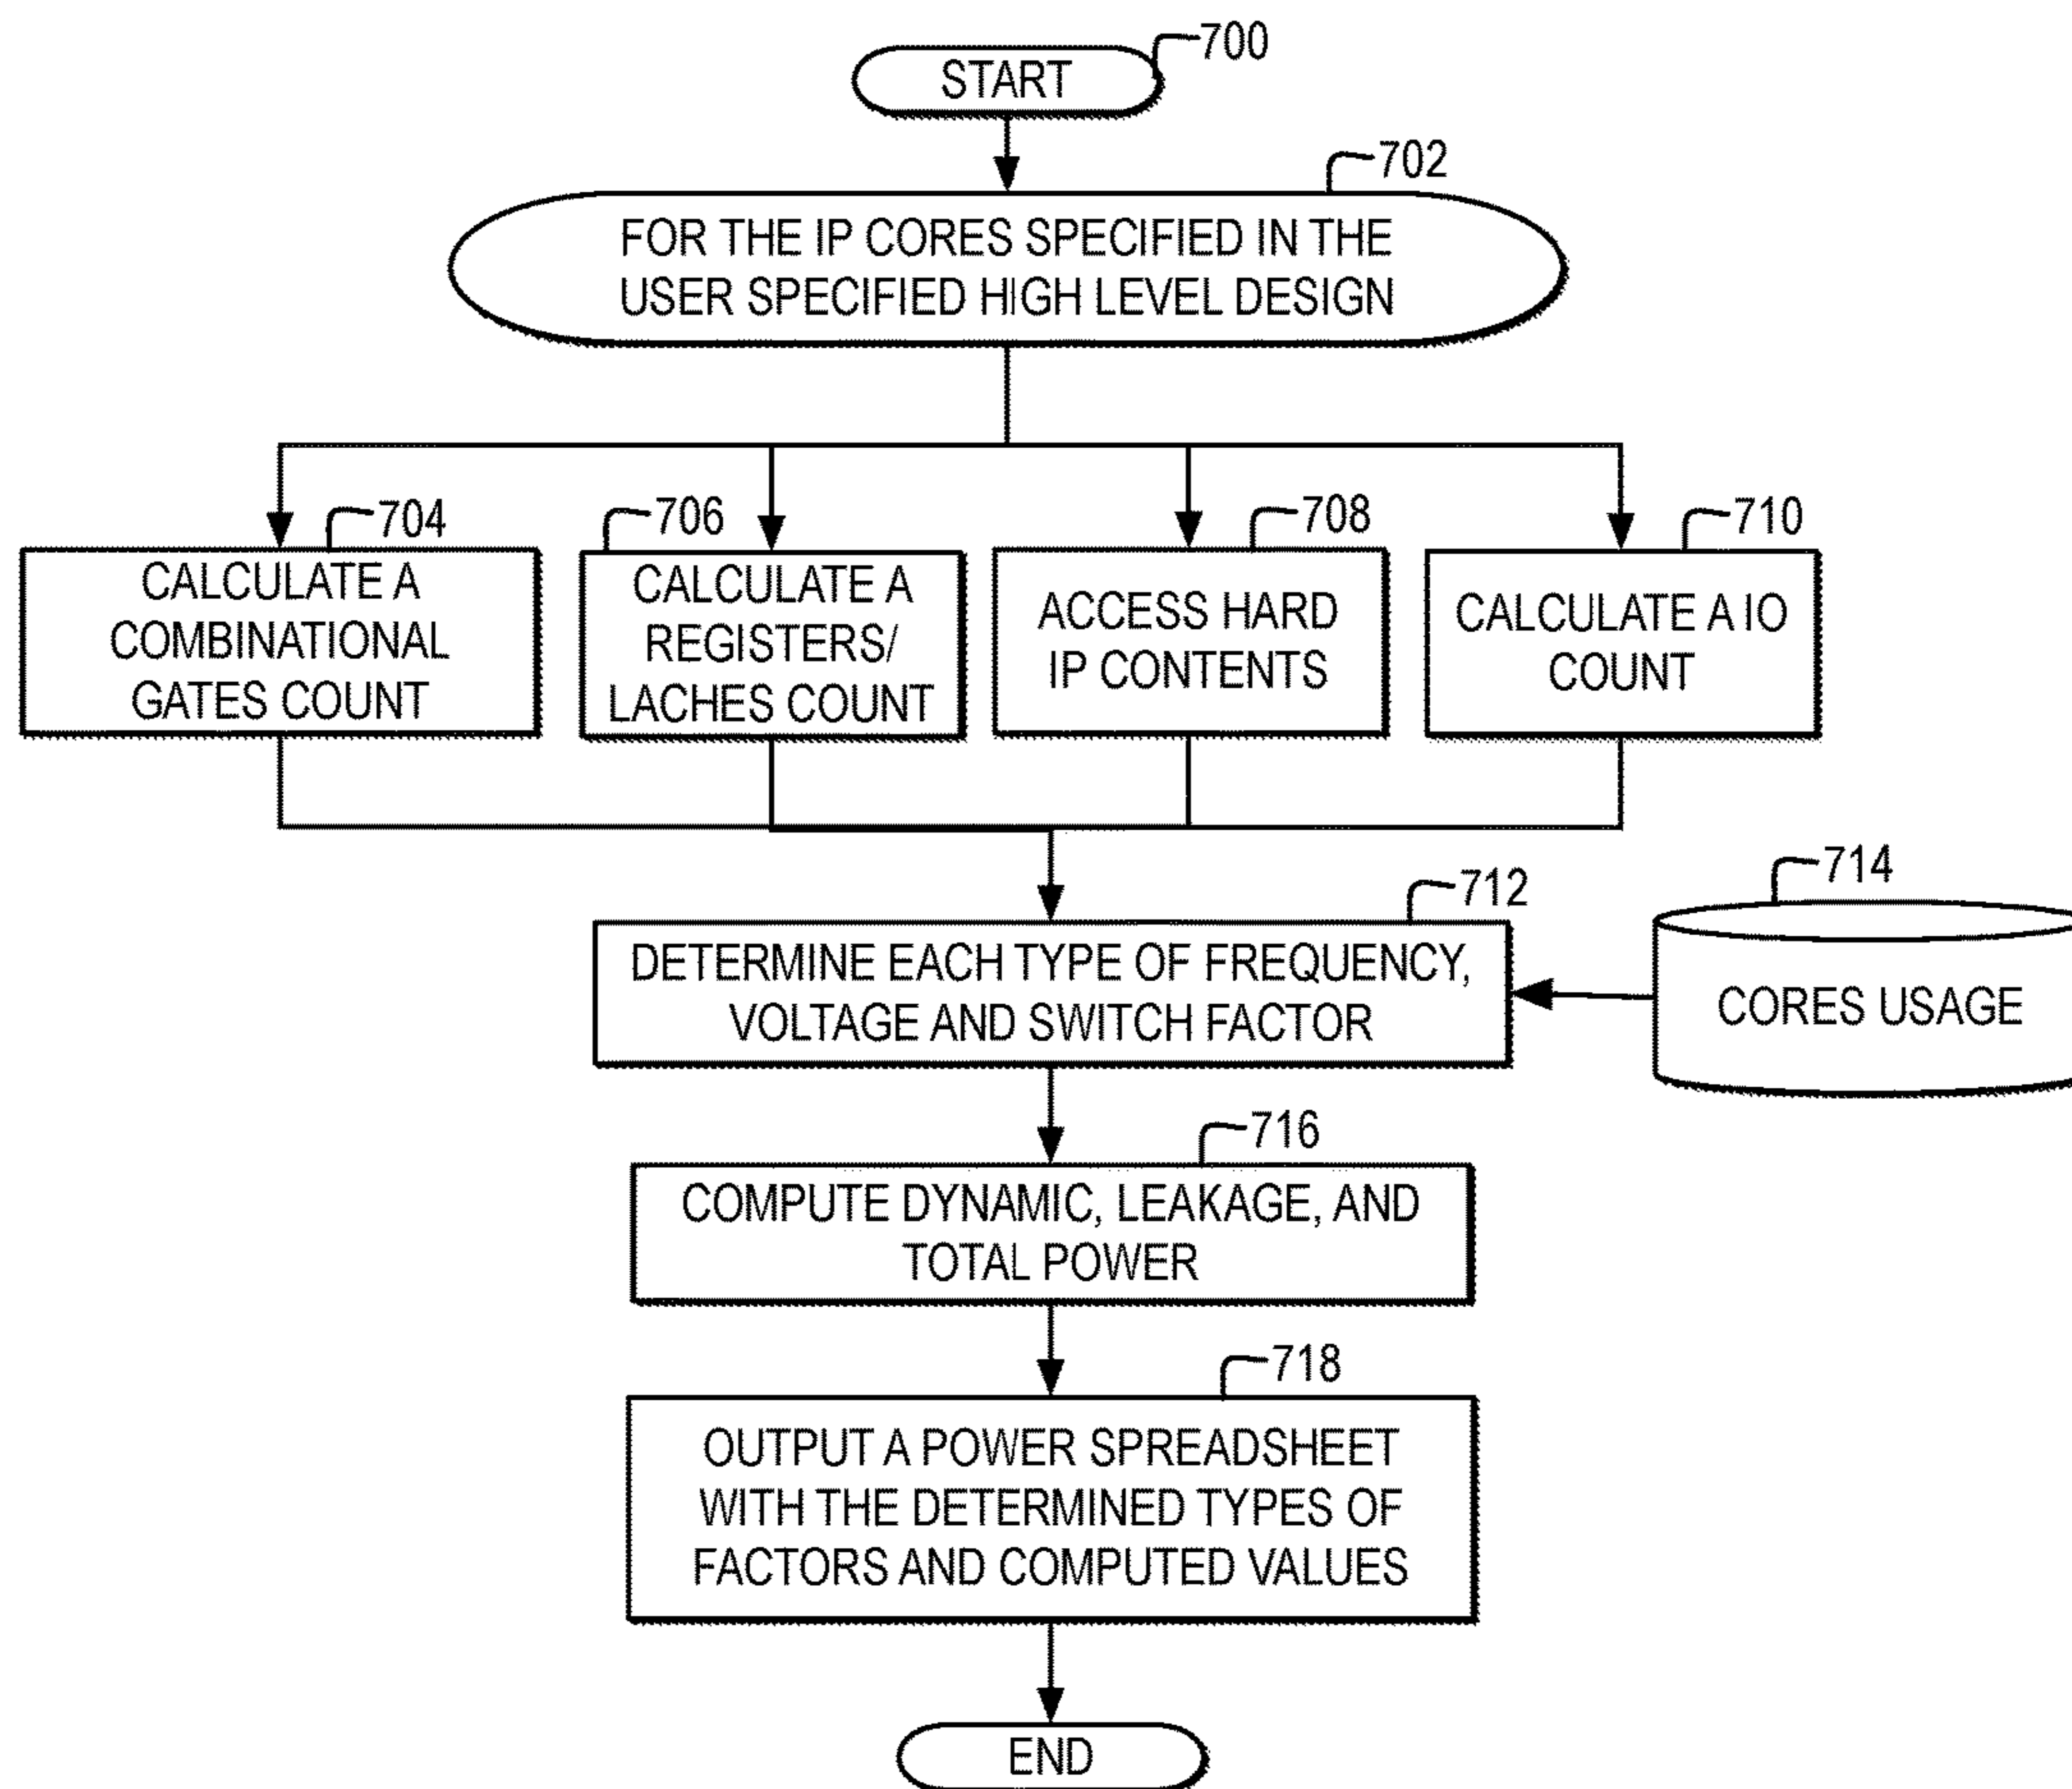 700
START
702
FOR THE IP CORES SPECIFIED IN THE
USER SPECIFIED HIGH LEVEL DESIGN
704
CALCULATE A
COMBINATIONAL
GATES COUNT
706
CALCULATE A
REGISTERS/
LACHES COUNT
708
ACCESS HARD
IP CONTENTS
710
CALCULATE A IO
COUNT
712
DETERMINE EACH TYPE OF FREQUENCY,
VOLTAGE AND SWITCH FACTOR
714
CORES USAGE
716
COMPUTE DYNAMIC, LEAKAGE, AND
TOTAL POWER
718
OUTPUT A POWER SPREADSHEET
WITH THE DETERMINED TYPES OF
FACTORS AND COMPUTED VALUES
END